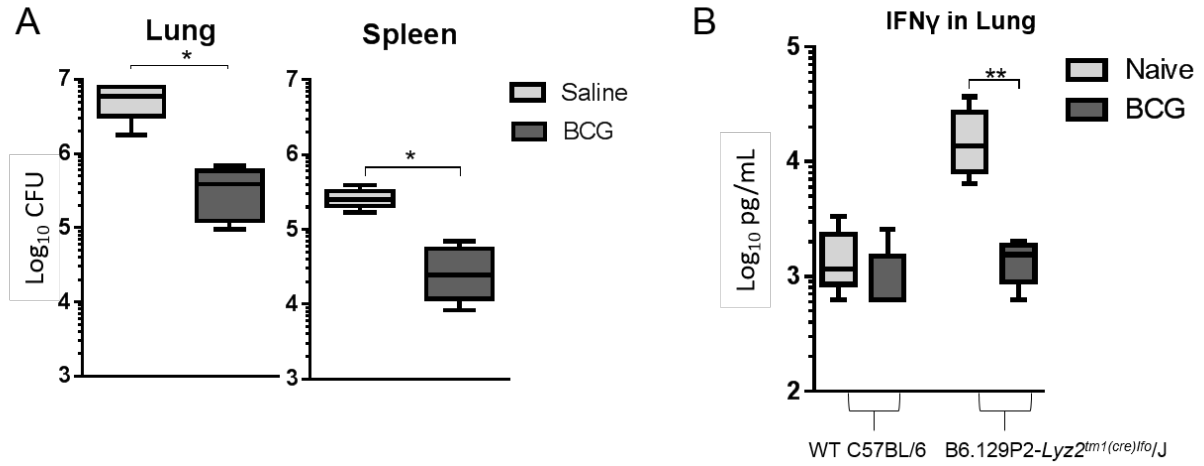 A
Lung
*
7
6
5
4
3
Log10 CFU
Spleen
*
7
6
5
4
3
Saline
BCG
B
IFNγ in Lung
5
4
3
2
Log10 pg/mL
**
Naive
BCG
WT C57BL/6
B6.129P2-Lyz2tm1(cre)Ifo/J